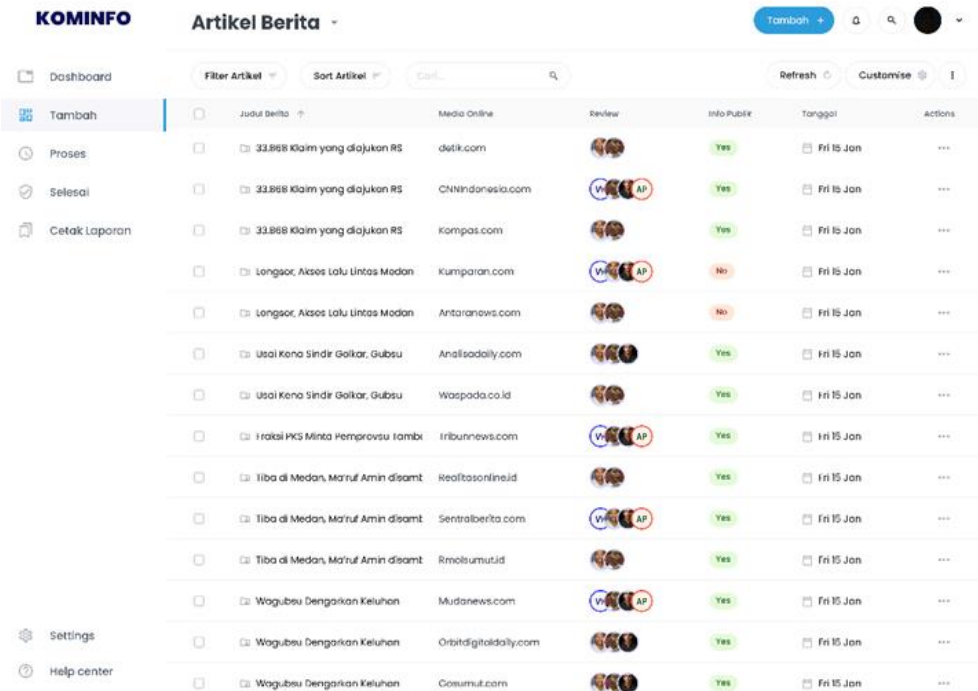 KOMINFO
Artikel Berita
Tambah +
Dashboard
Tambah
Proses
Selesai
Cetak Laporan
Settings
Help center
Filter Artikel
Sort Artikel
Cari...
Refresh
Customise
Judul Berita Media Online Review Info Publik Tanggal Actions
33.868 Klaim yang diajukan RS detik.com Yes Fri 15 Jan
33.868 Klaim yang diajukan RS CNNIndonesia.com AP Yes Fri 15 Jan
33.868 Klaim yang diajukan RS Kompas.com Yes Fri 15 Jan
Longsor, Akses Lalu Lintas Medan Kumparan.com AP No Fri 15 Jan
Longsor, Akses Lalu Lintas Medan Antaranews.com No Fri 15 Jan
Usai Kena Sindir Golkar, Gubsu Analisadaily.com Yes Fri 15 Jan
Usai Kena Sindir Golkar, Gubsu Waspada.co.id Yes Fri 15 Jan
Fraksi PKS Minta Pemprovsu Tamb Tribunnews.com AP Yes Fri 15 Jan
Tiba di Medan, Ma'ruf Amin disamb Realitasonline.id Yes Fri 15 Jan
Tiba di Medan, Ma'ruf Amin disamb Sentralberita.com AP Yes Fri 15 Jan
Tiba di Medan, Ma'ruf Amin disamb Rmolsumut.id Yes Fri 15 Jan
Wagubsu Dengarkan Keluhan Mudanews.com AP Yes Fri 15 Jan
Wagubsu Dengarkan Keluhan Orbitdigitaldaily.com Yes Fri 15 Jan
Wagubsu Dengarkan Keluhan Gosumut.com Yes Fri 15 Jan